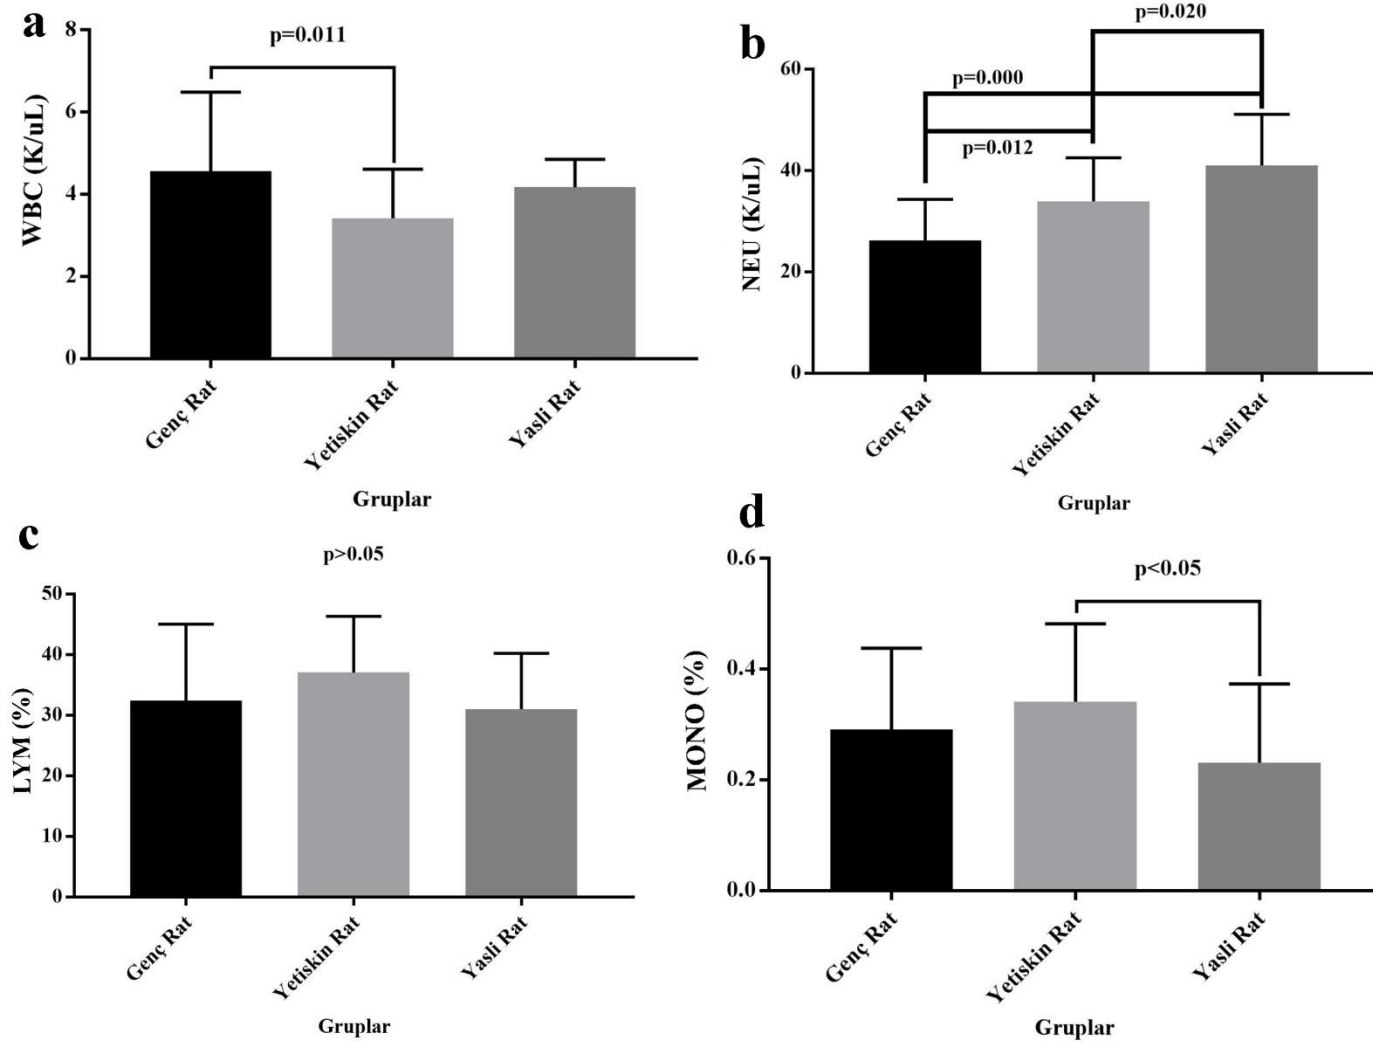 a
p=0.011
WBC (K/uL)
8
6
4
2
0
Genç Rat
Yetiskin Rat
Yasli Rat
Gruplar
b
p=0.020
p=0.000
p=0.012
NEU (K/uL)
60
40
20
0
Genç Rat
Yetiskin Rat
Yasli Rat
Gruplar
c
p>0.05
LYM (%)
50
40
30
20
10
0
Genç Rat
Yetiskin Rat
Yasli Rat
Gruplar
d
p<0.05
MONO (%)
0.6
0.4
0.2
0.0
Genç Rat
Yetiskin Rat
Yasli Rat
Gruplar